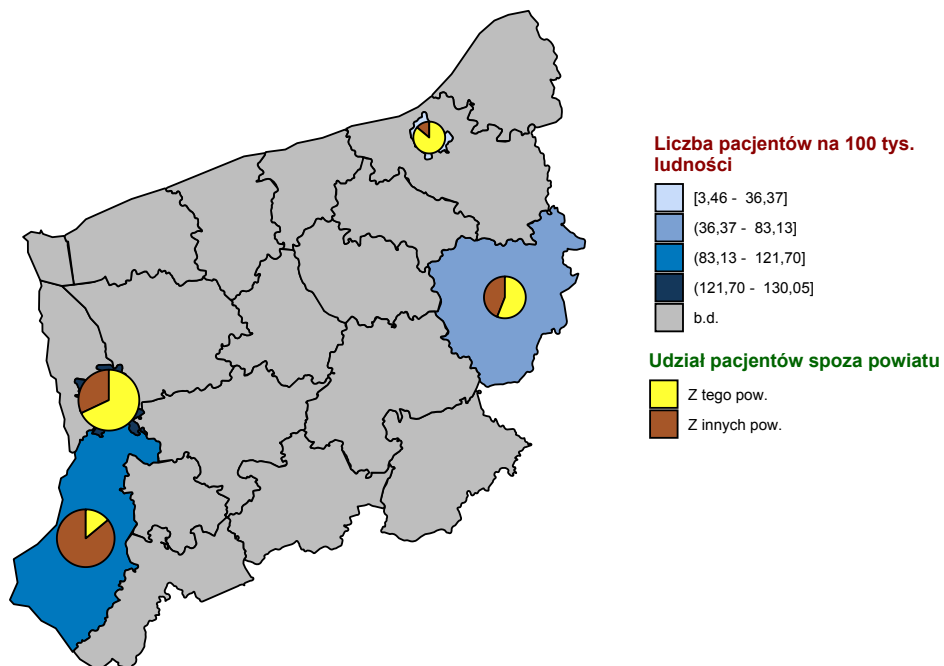 Liczba pacjentów na 100 tys.
ludności
[3,46 - 36,37]
(36,37 - 83,13]
(83,13 - 121,70]
(121,70 - 130,05]
b.d.
Udział pacjentów spoza powiatu
Z tego pow.
Z innych pow.